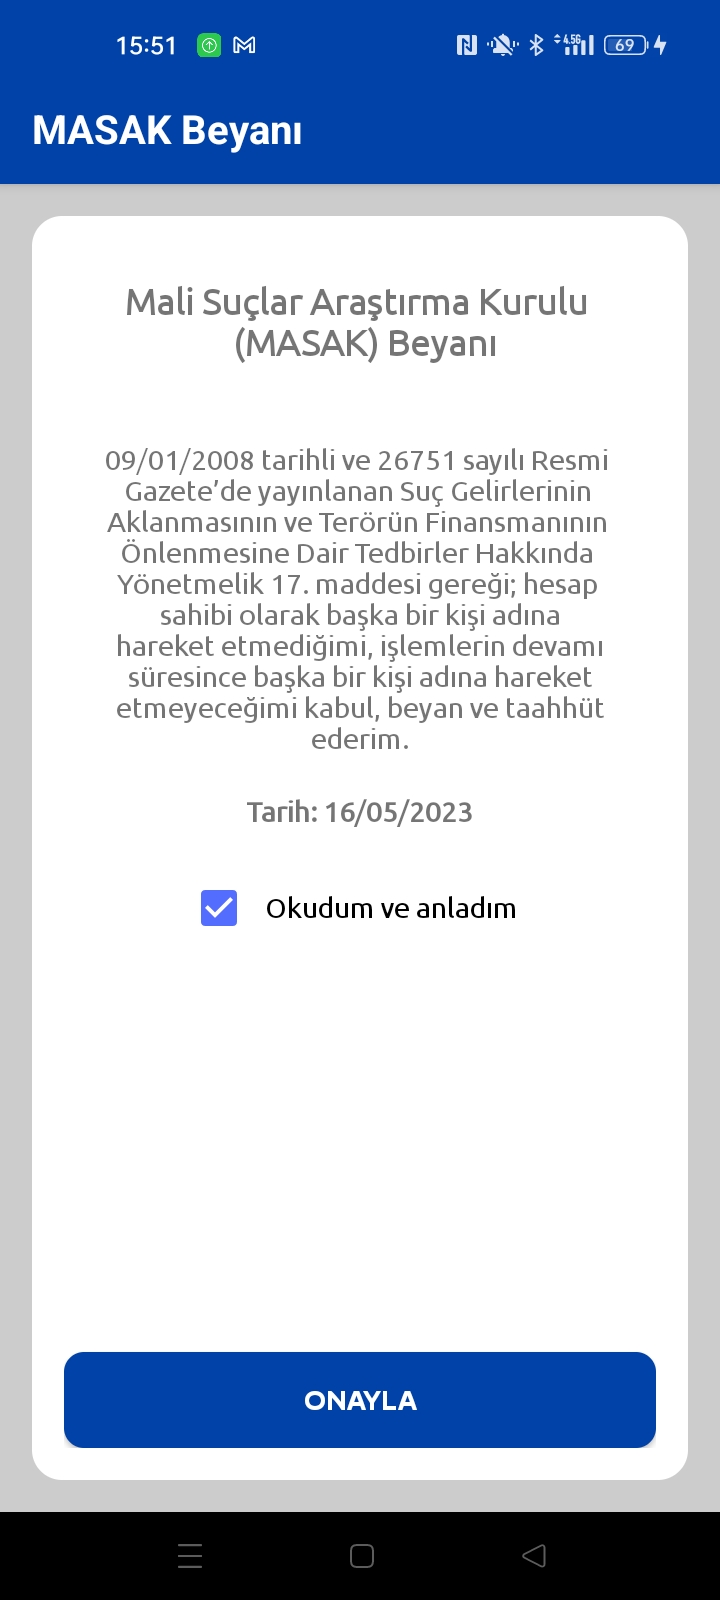 15:51
4.5G
69
MASAK Beyanı
Mali Suçlar Araştırma Kurulu
(MASAK) Beyanı
09/01/2008 tarihli ve 26751 sayılı Resmi
Gazete’de yayınlanan Suç Gelirlerinin
Aklanmasının ve Terörün Finansmanının
Önlenmesine Dair Tedbirler Hakkında
Yönetmelik 17. maddesi gereği; hesap
sahibi olarak başka bir kişi adına
hareket etmediğimi, işlemlerin devamı
süresince başka bir kişi adına hareket
etmeyeceğimi kabul, beyan ve taahhüt
ederim.
Tarih: 16/05/2023
Okudum ve anladım
ONAYLA